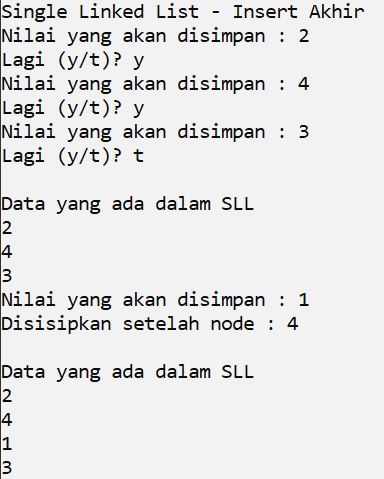 Single Linked List - Insert Akhir
Nilai yang akan disimpan : 2
Lagi (y/t)? y
Nilai yang akan disimpan : 4
Lagi (y/t)? y
Nilai yang akan disimpan : 3
Lagi (y/t)? t
Data yang ada dalam SLL
2
4
3
Nilai yang akan disimpan : 1
Disisipkan setelah node : 4
Data yang ada dalam SLL
2
4
1
3